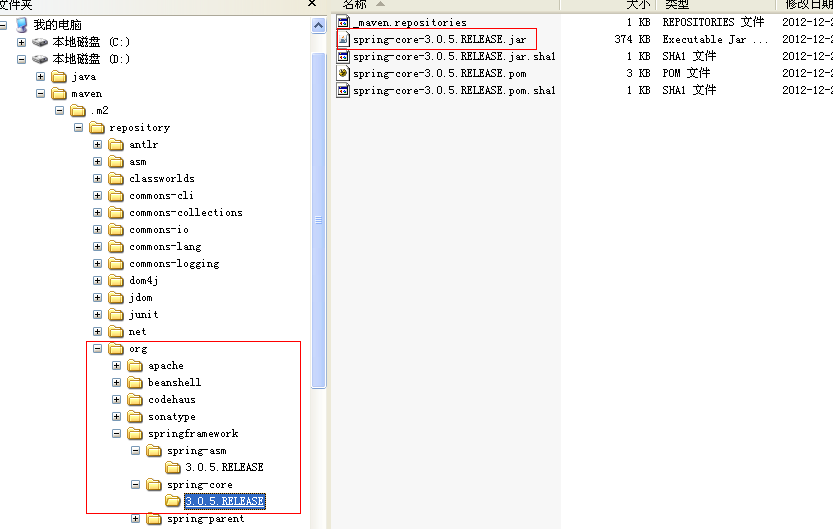 文件夹
我的电脑
本地磁盘 (C:)
本地磁盘 (D:)
java
maven
.m2
repository
antlr
asm
classworlds
commons-cli
commons-collections
commons-io
commons-lang
commons-logging
dom4j
jdom
junit
net
org
apache
beanshell
codehaus
sonatype
springframework
spring-asm
3.0.5.RELEASE
spring-core
3.0.5.RELEASE
spring-parent
名称 大小 类型 修改日期
_maven.repositories 1 KB REPOSITORIES 文件 2012-12-2
spring-core-3.0.5.RELEASE.jar 374 KB Executable Jar ... 2012-12-2
spring-core-3.0.5.RELEASE.jar.sha1 1 KB SHA1 文件 2012-12-2
spring-core-3.0.5.RELEASE.pom 3 KB POM 文件 2012-12-2
spring-core-3.0.5.RELEASE.pom.sha1 1 KB SHA1 文件 2012-12-2